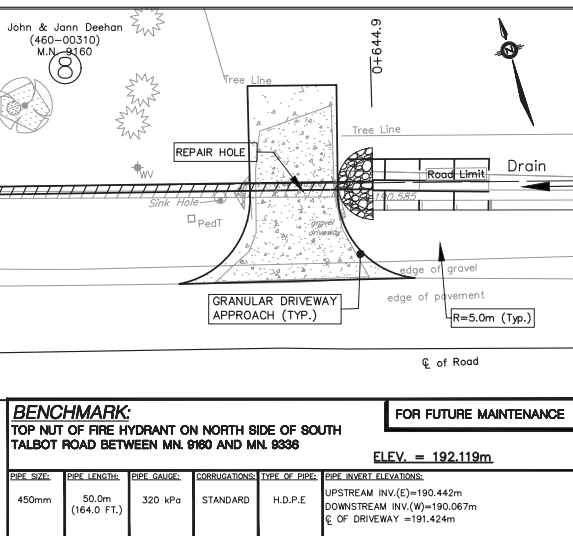 John & Jann Deehan
(460-00310)
M.N. 9160
8
0+644.9
N
Tree Line
Tree Line
REPAIR HOLE
Road Limit
Drain
WV
Sink Hole
190.585
PedT
gravel
driveway
edge of gravel
GRANULAR DRIVEWAY
APPROACH (TYP.)
edge of pavement
R=5.0m (Typ.)
℄ of Road
BENCHMARK:
TOP NUT OF FIRE HYDRANT ON NORTH SIDE OF SOUTH
TALBOT ROAD BETWEEN MN. 9160 AND MN. 9336
FOR FUTURE MAINTENANCE
ELEV. = 192.119m
PIPE SIZE: PIPE LENGTH: PIPE GAUGE: CORRUGATIONS: TYPE OF PIPE: PIPE INVERT ELEVATIONS:
450mm 50.0m 320 kPa STANDARD H.D.P.E UPSTREAM INV.(E)=190.442m
(164.0 FT.) DOWNSTREAM INV.(W)=190.067m
℄ OF DRIVEWAY =191.424m